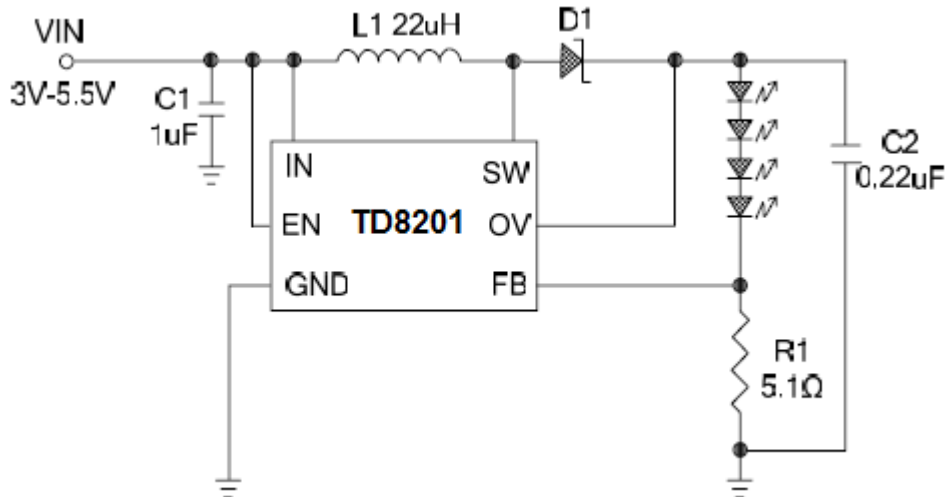 VIN
3V-5.5V
C1
1uF
L1 22uH
D1
IN
SW
EN
TD8201
OV
GND
FB
C2
0.22uF
R1
5.1Ω